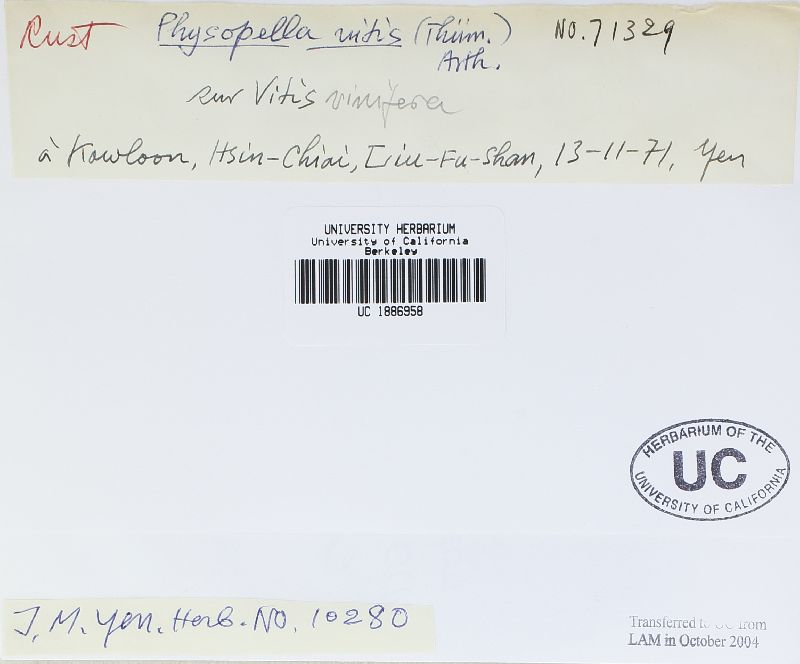 Rust Physopella vitis (Thüm.) NO. 71329
Arth.
sur Vitis vinifera
à Kowloon, Hsin-Chiai, Liu-Fu-Shan, 13-11-71, Yen
UNIVERSITY HERBARIUM
University of California
Berkeley
UC 1886958
HERBARIUM OF THE
UC
UNIVERSITY OF CALIFORNIA
J. M. Yen. Herb. NO. 10280
Transferred to UC from
LAM in October 2004